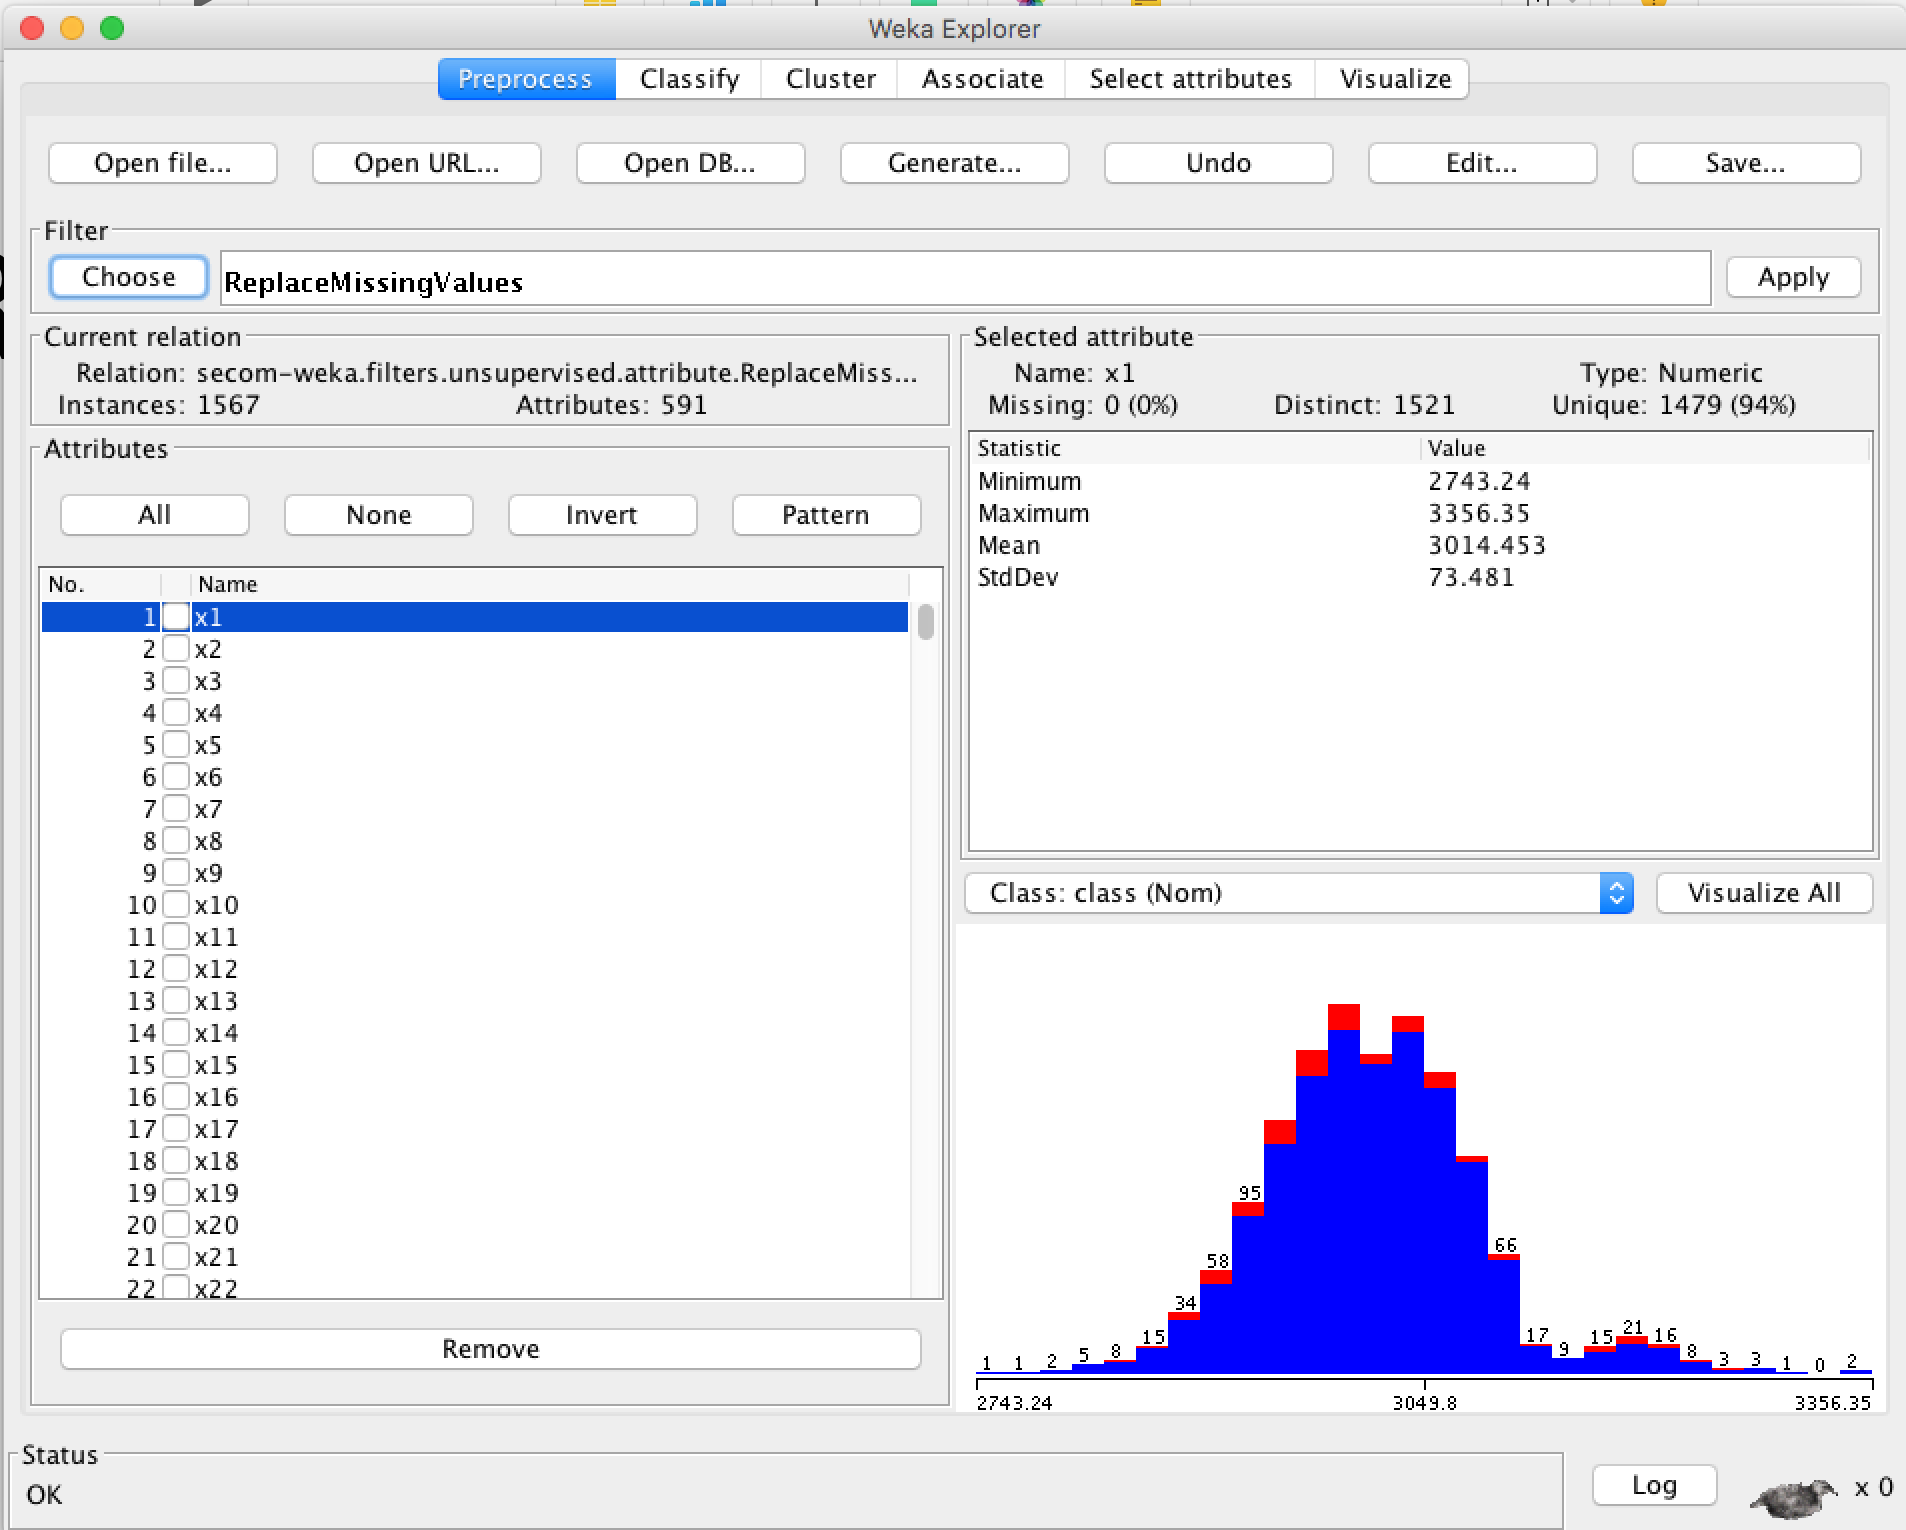 Weka Explorer
Preprocess Classify Cluster Associate Select attributes Visualize
Open file... Open URL... Open DB... Generate... Undo Edit... Save...
Filter
Choose ReplaceMissingValues Apply
Current relation
Relation: secom-weka.filters.unsupervised.attribute.ReplaceMiss...
Instances: 1567 Attributes: 591
Attributes
All None Invert Pattern
No. Name
1 x1
2 x2
3 x3
4 x4
5 x5
6 x6
7 x7
8 x8
9 x9
10 x10
11 x11
12 x12
13 x13
14 x14
15 x15
16 x16
17 x17
18 x18
19 x19
20 x20
21 x21
22 x22
Remove
Selected attribute
Name: x1 Type: Numeric
Missing: 0 (0%) Distinct: 1521 Unique: 1479 (94%)
Statistic Value
Minimum 2743.24
Maximum 3356.35
Mean 3014.453
StdDev 73.481
Class: class (Nom) Visualize All
1 1 2 5 8 15 34 58 95 66 17 9 15 21 16 8 3 3 1 0 2
2743.24 3049.8 3356.35
Status
OK
Log x 0